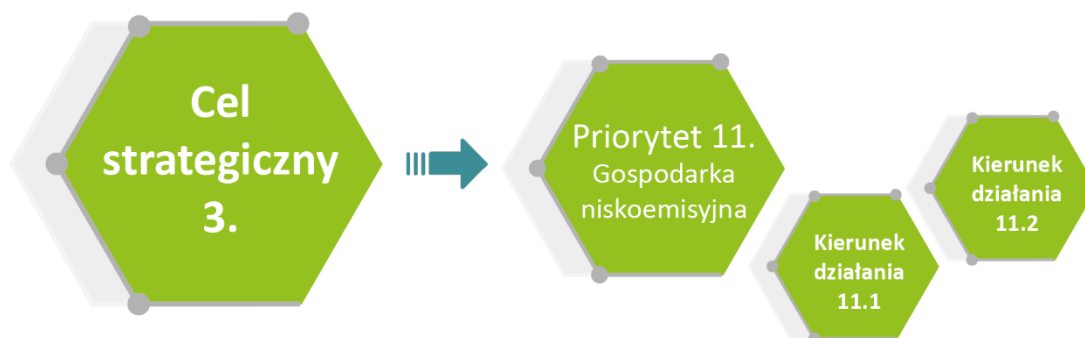 Cel
strategiczny
3.
Priorytet 11.
Gospodarka
niskoemisyjna
Kierunek
działania
11.1
Kierunek
działania
11.2